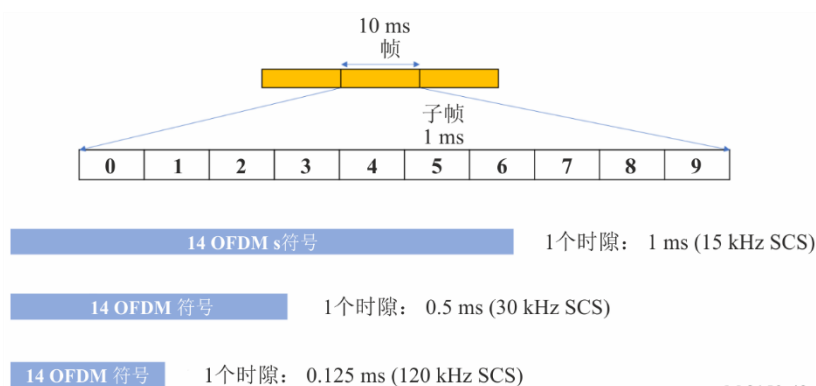 10 ms
帧
子帧
1 ms
0 1 2 3 4 5 6 7 8 9
14 OFDM s符号 1个时隙： 1 ms (15 kHz SCS)
14 OFDM 符号 1个时隙： 0.5 ms (30 kHz SCS)
14 OFDM 符号 1个时隙： 0.125 ms (120 kHz SCS)